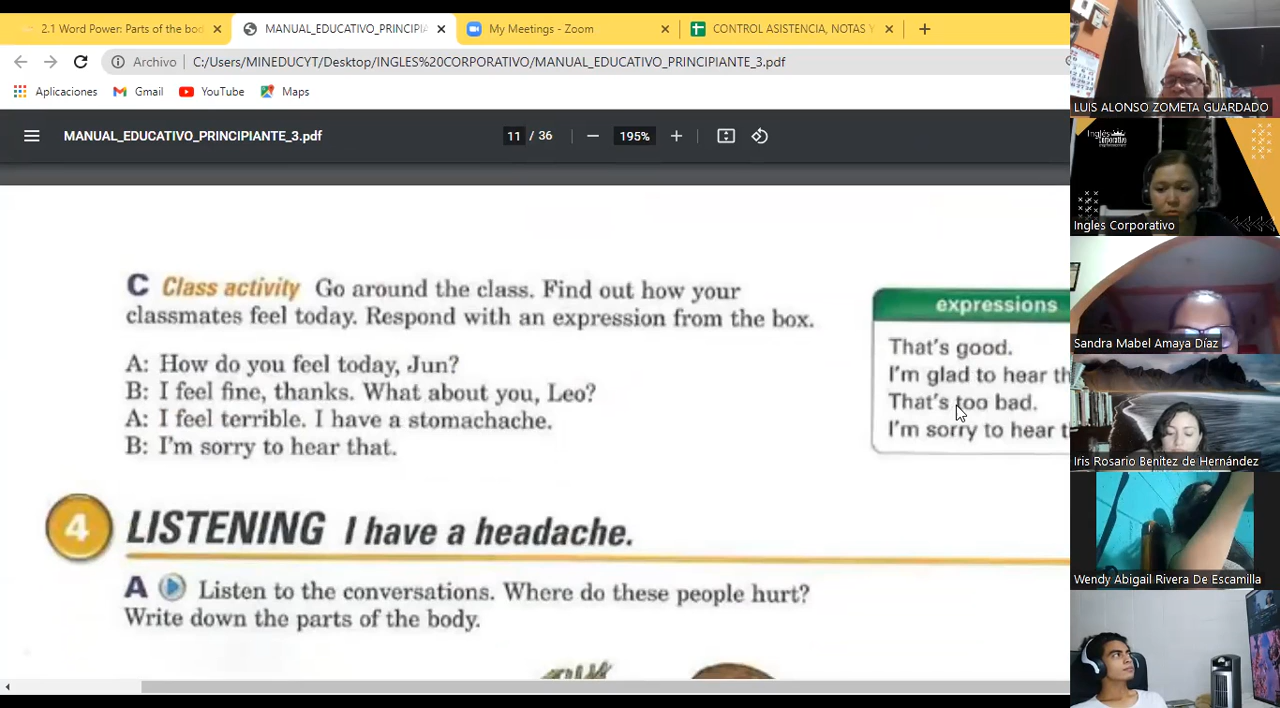 2.1 Word Power: Parts of the bod
MANUAL_EDUCATIVO_PRINCIPIA
My Meetings - Zoom
CONTROL ASISTENCIA, NOTAS Y
Archivo
C:/Users/MINEDUCYT/Desktop/INGLES%20CORPORATIVO/MANUAL_EDUCATIVO_PRINCIPIANTE_3.pdf
Aplicaciones
Gmail
YouTube
Maps
MANUAL_EDUCATIVO_PRINCIPIANTE_3.pdf
11 / 36
195%
C Class activity Go around the class. Find out how your
classmates feel today. Respond with an expression from the box.
A: How do you feel today, Jun?
B: I feel fine, thanks. What about you, Leo?
A: I feel terrible. I have a stomachache.
B: I'm sorry to hear that.
expressions
That's good.
I'm glad to hear th
That's too bad.
I'm sorry to hear t
4 LISTENING I have a headache.
A Listen to the conversations. Where do these people hurt?
Write down the parts of the body.
LUIS ALONSO ZOMETA GUARDADO
Inglés
Corporativo
Ingles Corporativo
Sandra Mabel Amaya Díaz
Iris Rosario Benitez de Hernández
Wendy Abigail Rivera De Escamilla